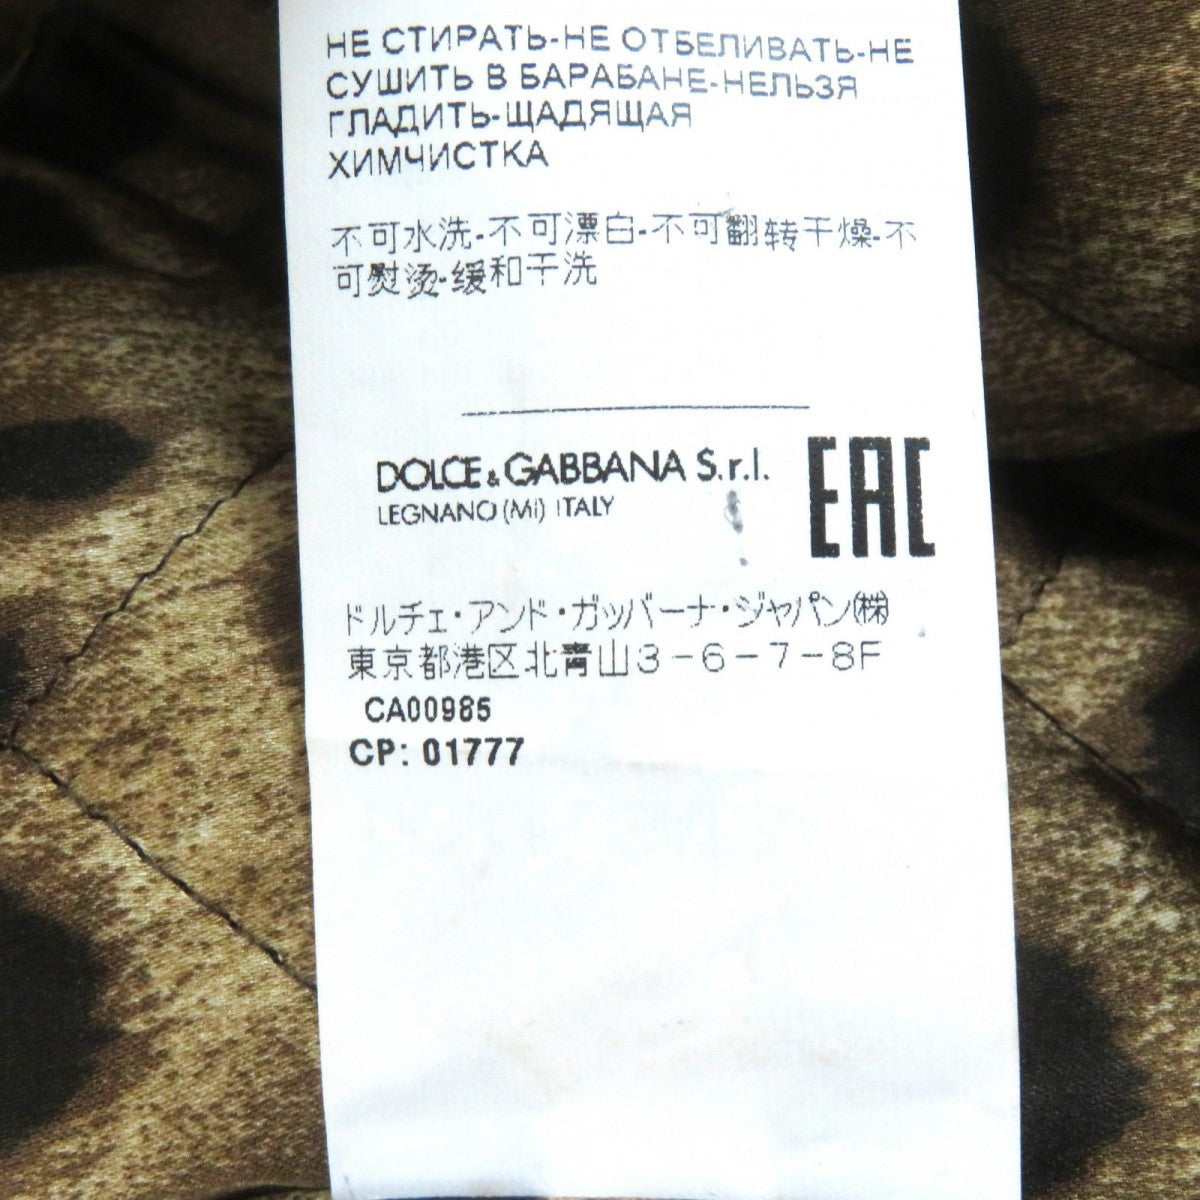 НЕ СТИРАТЬ-НЕ ОТБЕЛИВАТЬ-НЕ
СУШИТЬ В БАРАБАНЕ-НЕЛЬЗЯ
ГЛАДИТЬ-ЩАДЯЩАЯ
ХИМЧИСТКА
不可水洗-不可漂白-不可翻转干燥-不
可熨烫-缓和干洗
DOLCE & GABBANA S.r.l.
LEGNANO (Mi) ITALY
EAC
ドルチェ・アンド・ガッバーナ・ジャパン㈱
東京都港区北青山3-6-7-8F
CA00985
CP: 01777